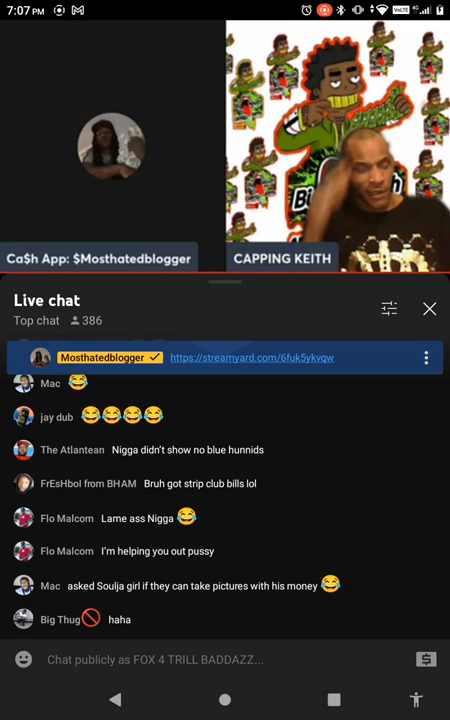 7:07 PM
VoLTE 4G
Ca$h App: $Mosthatedblogger
CAPPING KEITH
Live chat
Top chat 386
Mosthatedblogger https://streamyard.com/6fuk5ykvqw
Mac 😂
jay dub 😂😂😂😂
The Atlantean Nigga didn't show no blue hunnids
FrEsHboI from BHAM Bruh got strip club bills lol
Flo Malcom Lame ass Nigga 😂
Flo Malcom I'm helping you out pussy
Mac asked Soulja girl if they can take pictures with his money 😂
Big Thug🚫 haha
Chat publicly as FOX 4 TRILL BADDAZZ...